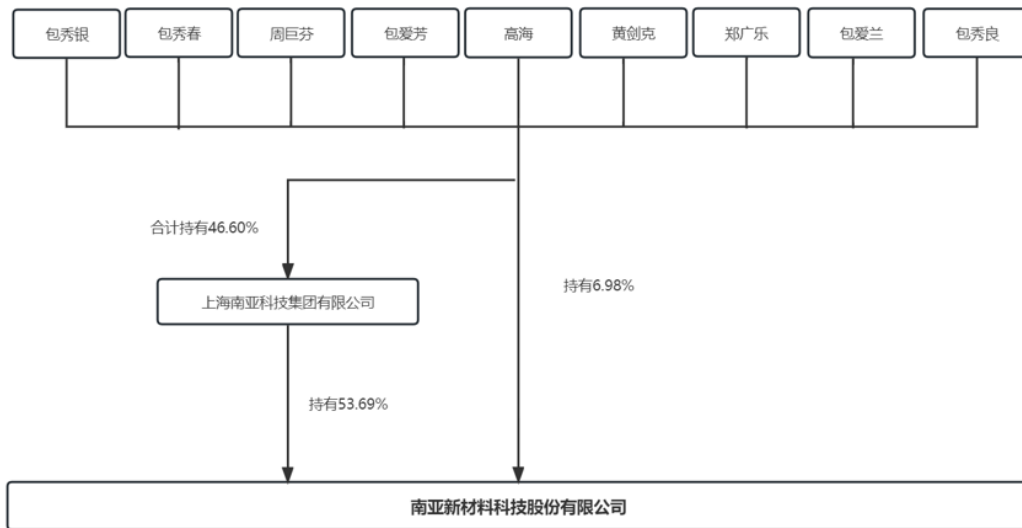 包秀银
包秀春
周巨芬
包爱芳
高海
黄剑克
郑广乐
包爱兰
包秀良
合计持有46.60%
持有6.98%
上海南亚科技集团有限公司
持有53.69%
南亚新材料科技股份有限公司